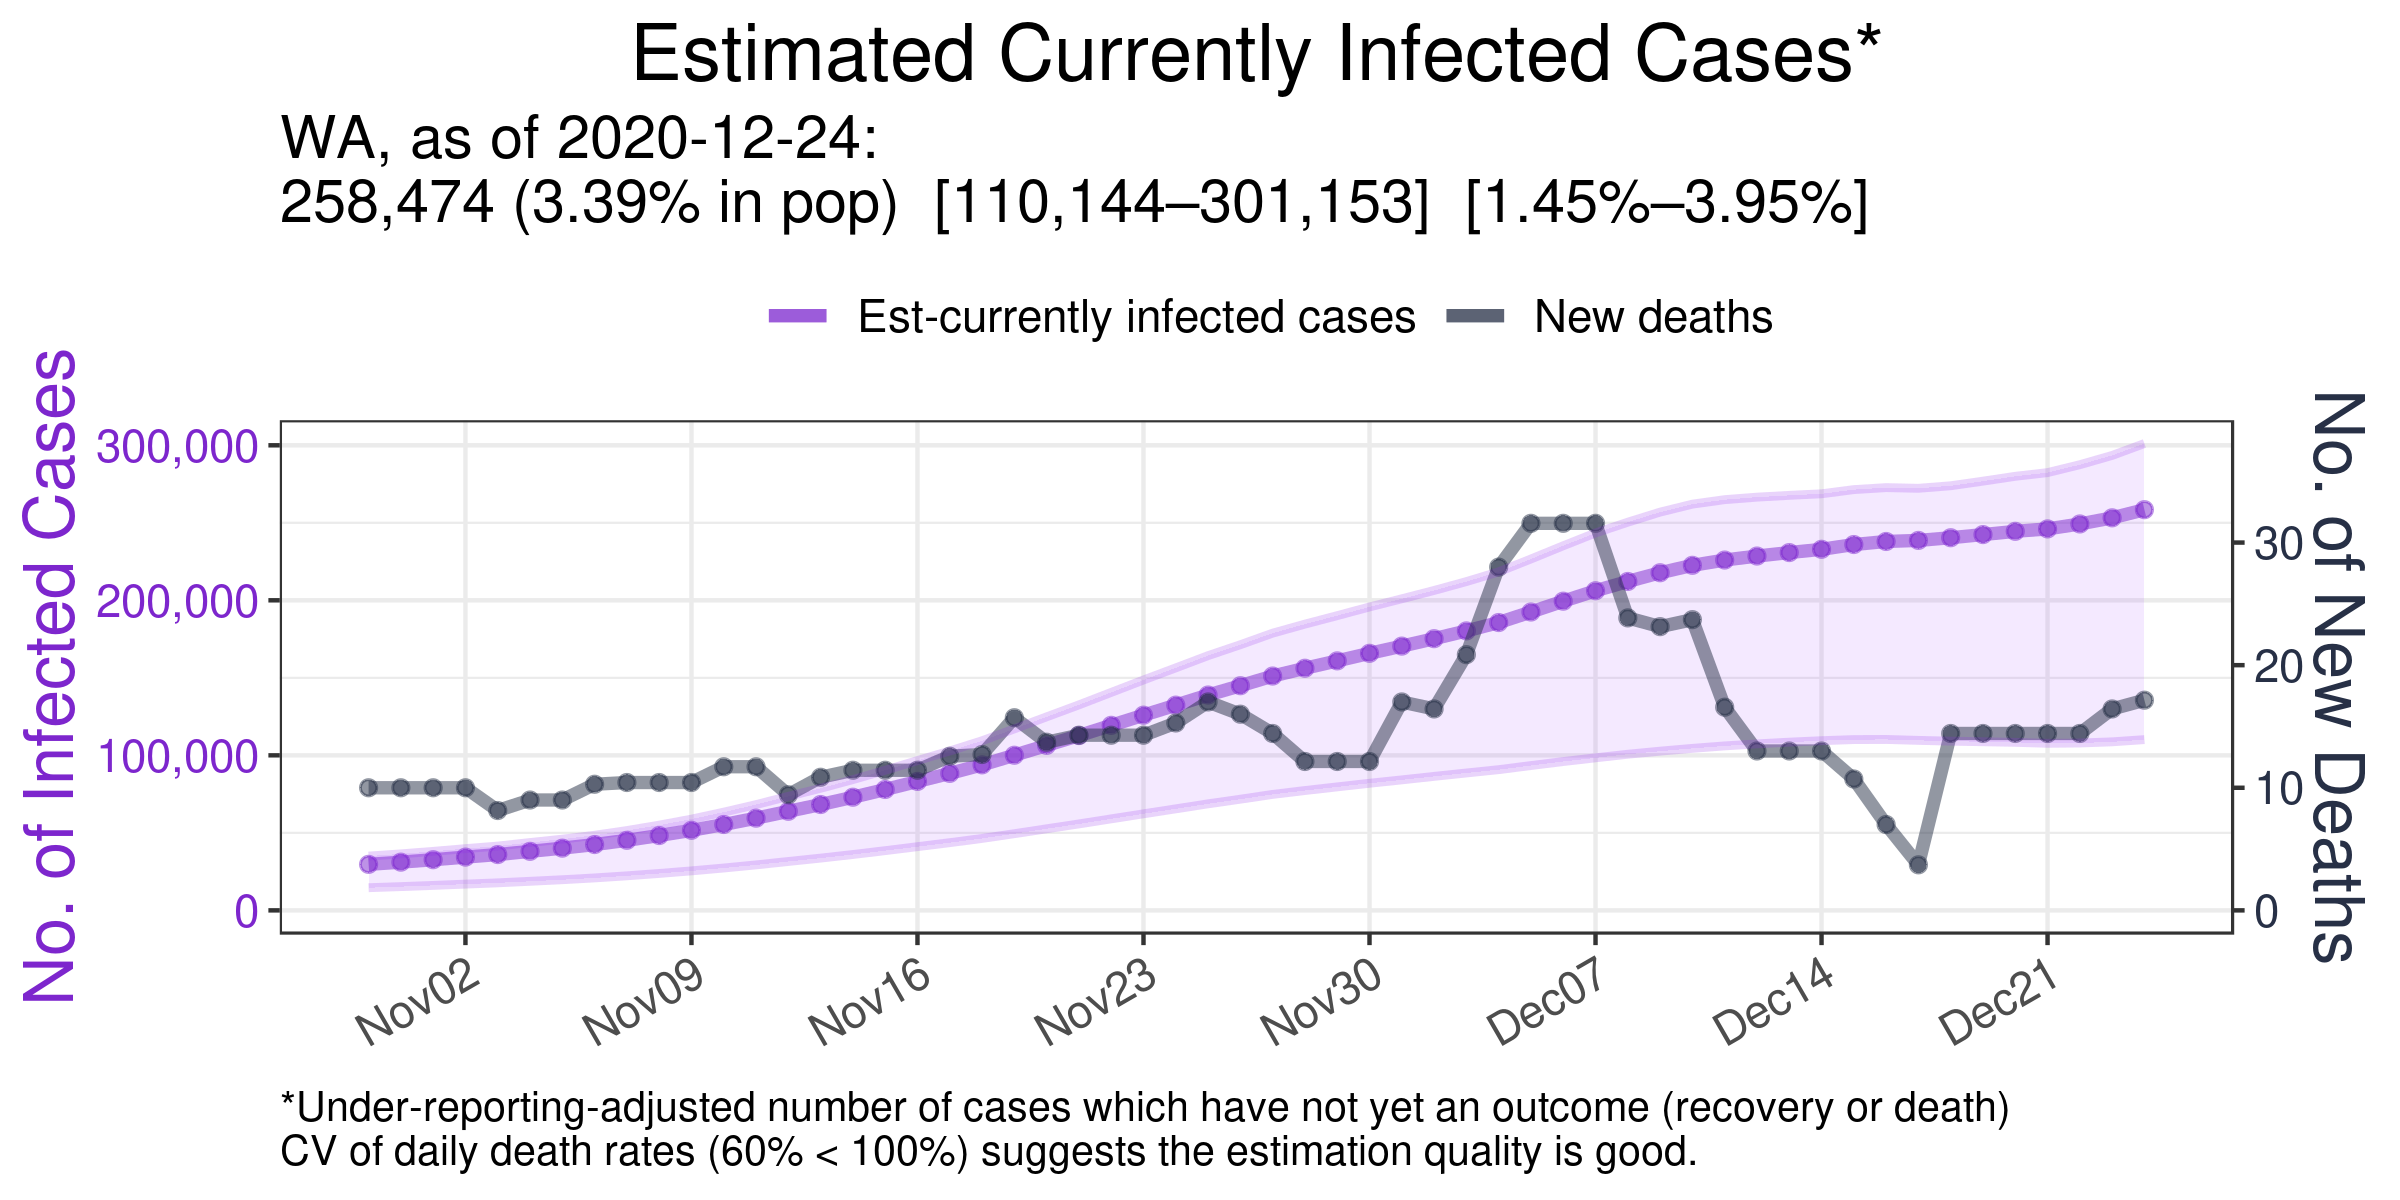 Estimated Currently Infected Cases*
WA, as of 2020-12-24:
258,474 (3.39% in pop)  [110,144–301,153]  [1.45%–3.95%]
Est-currently infected cases
New deaths
No. of Infected Cases
300,000
200,000
100,000
0
No. of New Deaths
30
20
10
0
Nov02
Nov09
Nov16
Nov23
Nov30
Dec07
Dec14
Dec21
*Under-reporting-adjusted number of cases which have not yet an outcome (recovery or death)
CV of daily death rates (60% < 100%) suggests the estimation quality is good.